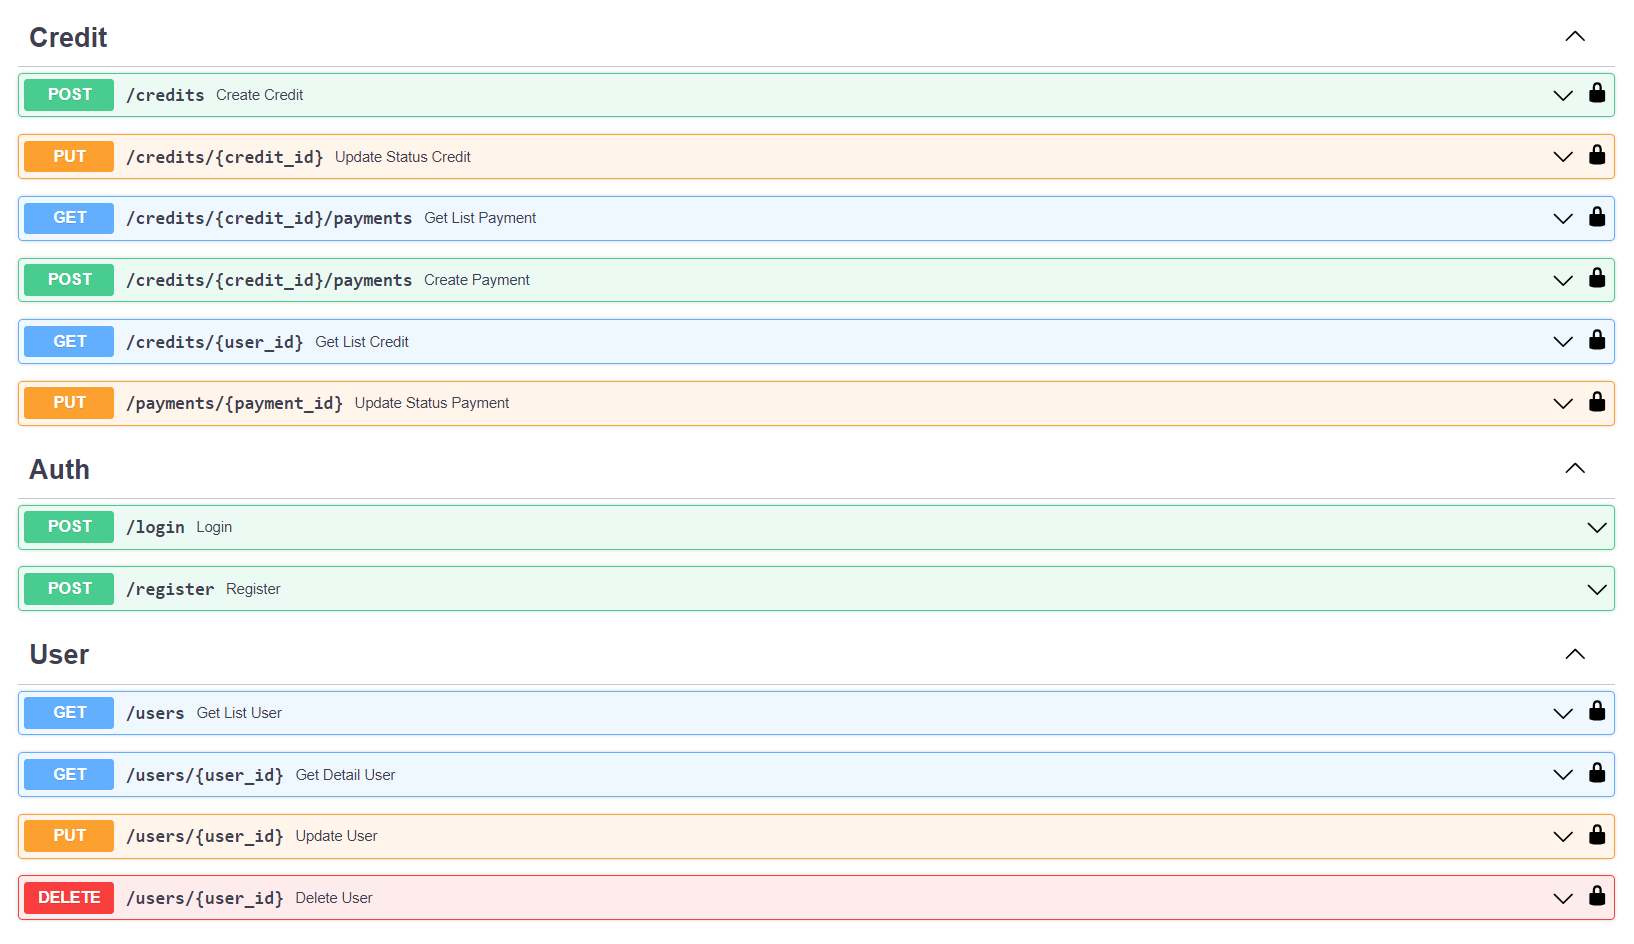 Credit
POST /credits Create Credit
PUT /credits/{credit_id} Update Status Credit
GET /credits/{credit_id}/payments Get List Payment
POST /credits/{credit_id}/payments Create Payment
GET /credits/{user_id} Get List Credit
PUT /payments/{payment_id} Update Status Payment
Auth
POST /login Login
POST /register Register
User
GET /users Get List User
GET /users/{user_id} Get Detail User
PUT /users/{user_id} Update User
DELETE /users/{user_id} Delete User